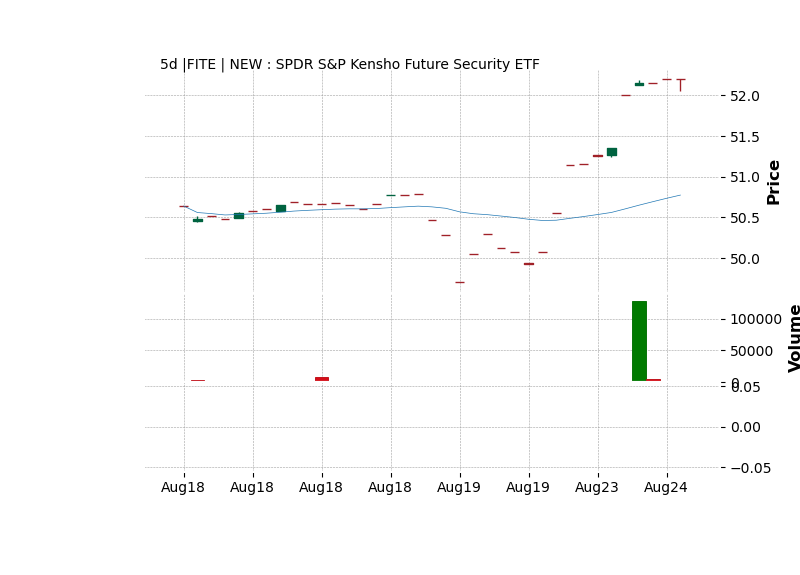 5d |FITE | NEW : SPDR S&P Kensho Future Security ETF
52.0
51.5
51.0
50.5
50.0
Price
100000
50000
0
Volume
0.05
0.00
−0.05
Aug18 Aug18 Aug18 Aug18 Aug19 Aug19 Aug23 Aug24